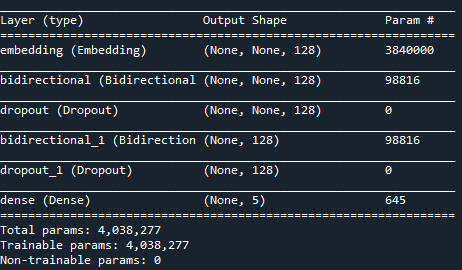 Layer (type) Output Shape Param #
embedding (Embedding) (None, None, 128) 3840000
bidirectional (Bidirectional (None, None, 128) 98816
dropout (Dropout) (None, None, 128) 0
bidirectional_1 (Bidirection (None, 128) 98816
dropout_1 (Dropout) (None, 128) 0
dense (Dense) (None, 5) 645
Total params: 4,038,277
Trainable params: 4,038,277
Non-trainable params: 0